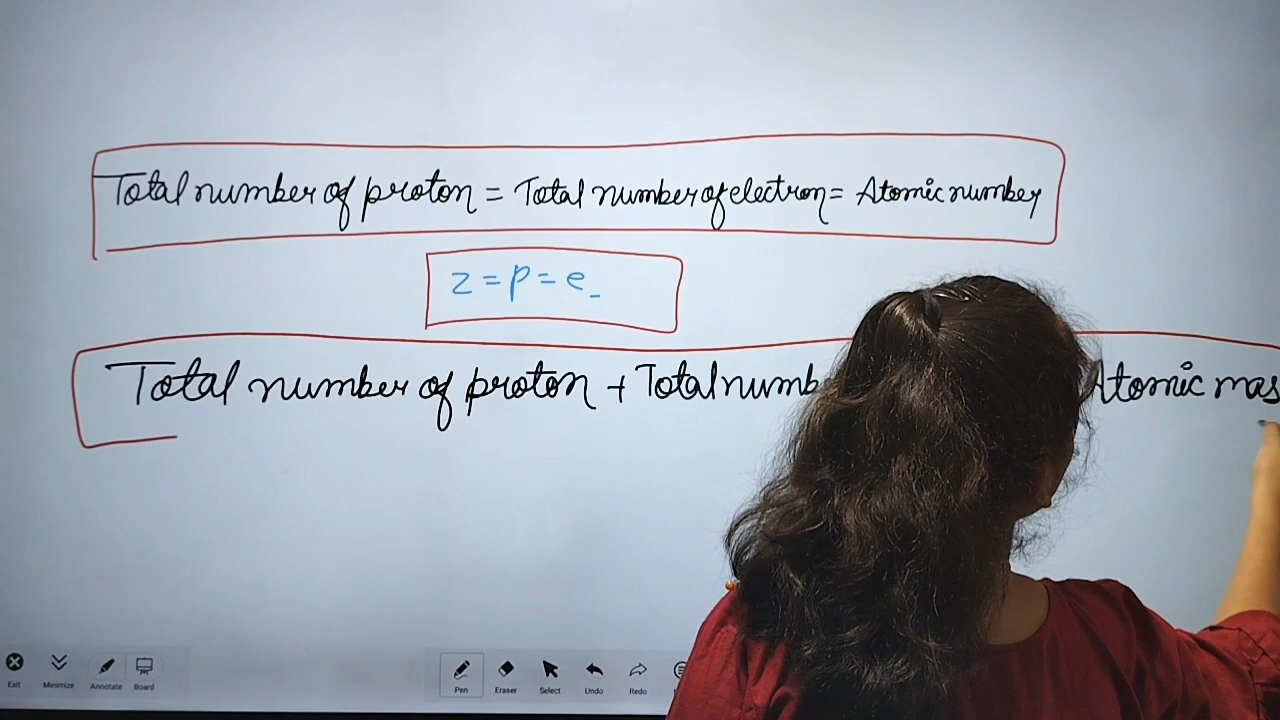 Total number of proton = Total number of electron = Atomic number
z = p = e-
Total number of proton + Total numb Atomic mas
Exit Minimize Annotate Board Pen Eraser Select Undo Redo